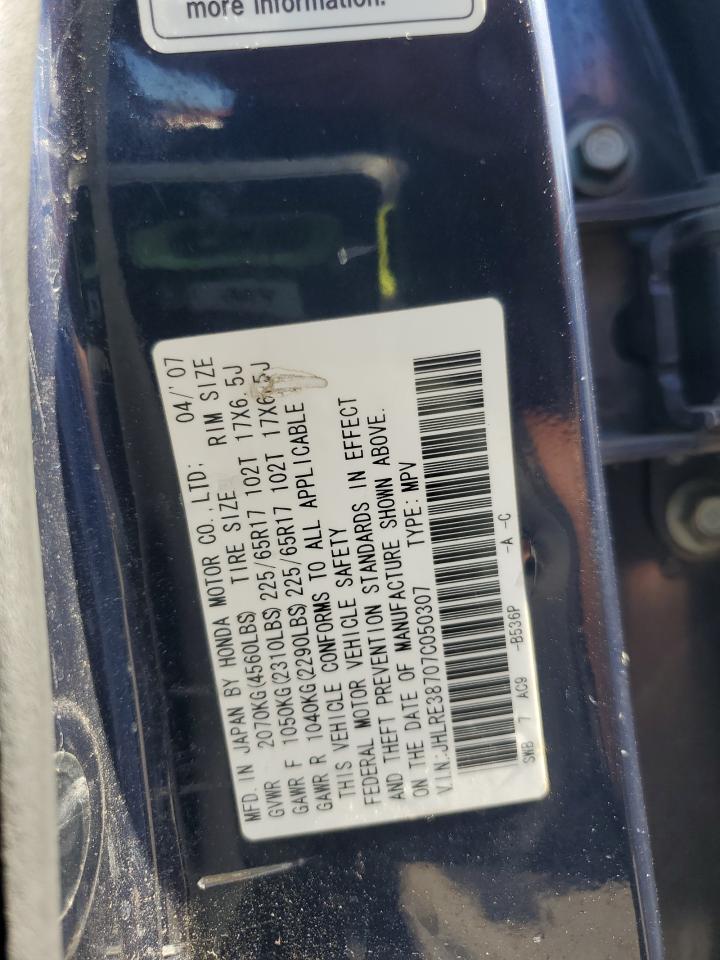 more information.
MFD. IN JAPAN BY HONDA MOTOR CO., LTD; 04/'07
GVWR 2070KG(4560LBS) TIRE SIZE RIM SIZE
GAWR F 1050KG(2310LBS) 225/65R17 102T 17X6.5J
GAWR R 1040KG(2290LBS) 225/65R17 102T 17X6.5J
THIS VEHICLE CONFORMS TO ALL APPLICABLE
FEDERAL MOTOR VEHICLE SAFETY
AND THEFT PREVENTION STANDARDS IN EFFECT
ON THE DATE OF MANUFACTURE SHOWN ABOVE.
V.I.N:JHLRE38707C050307 TYPE: MPV
SWB 7 AC9 -B536P -A -C